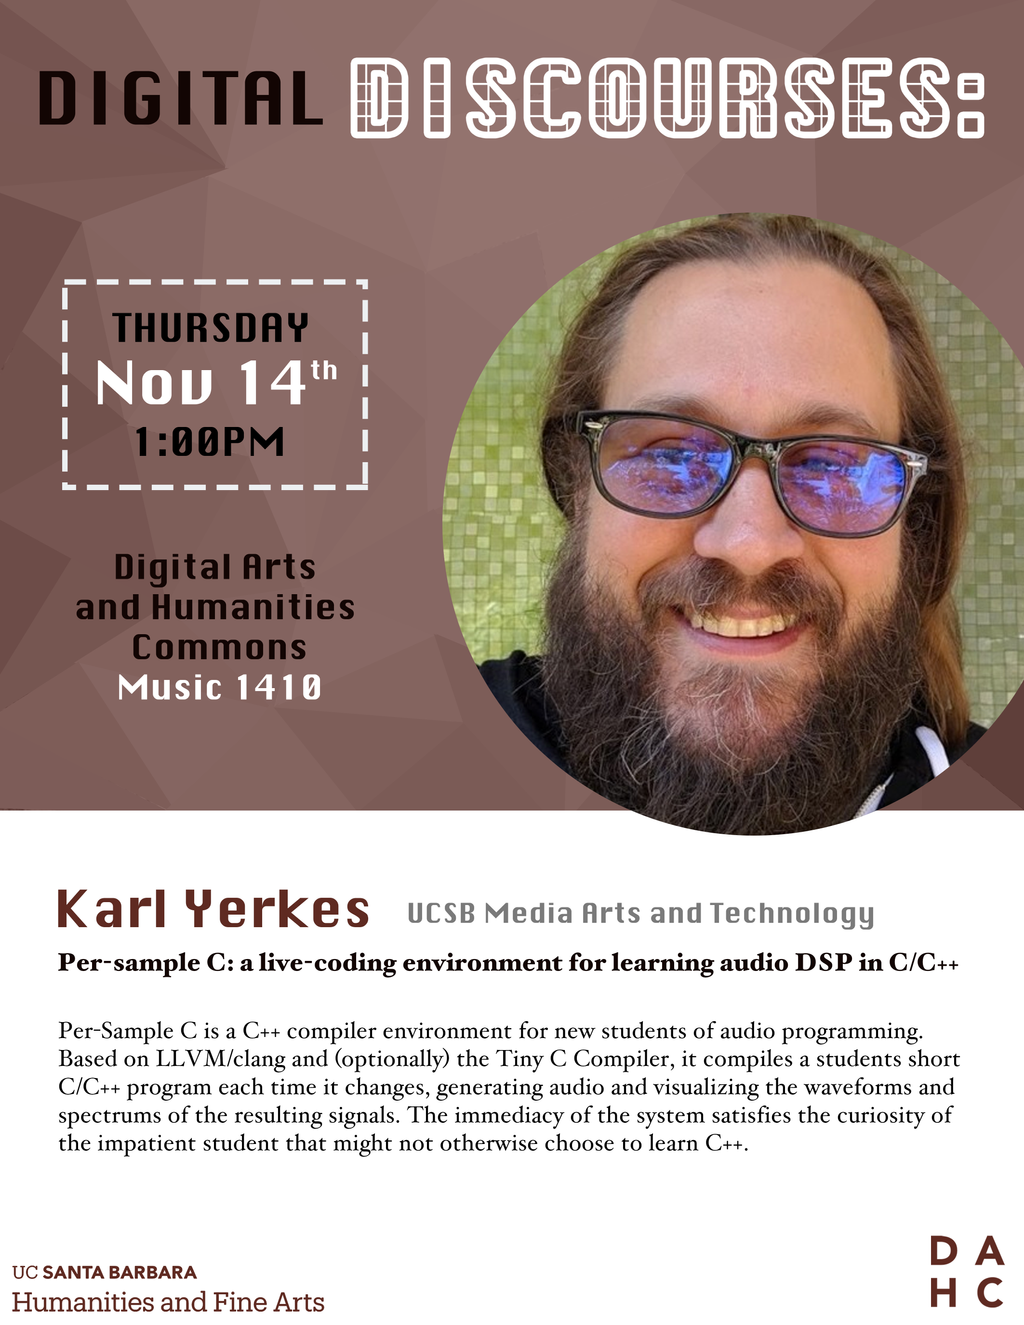 DIGITAL DISCOURSES:
THURSDAY
Nov 14th
1:00PM
Digital Arts
and Humanities
Commons
Music 1410
Karl Yerkes UCSB Media Arts and Technology
Per-sample C: a live-coding environment for learning audio DSP in C/C++
Per-Sample C is a C++ compiler environment for new students of audio programming.
Based on LLVM/clang and (optionally) the Tiny C Compiler, it compiles a students short
C/C++ program each time it changes, generating audio and visualizing the waveforms and
spectrums of the resulting signals. The immediacy of the system satisfies the curiosity of
the impatient student that might not otherwise choose to learn C++.
UC SANTA BARBARA
Humanities and Fine Arts
D A
H C